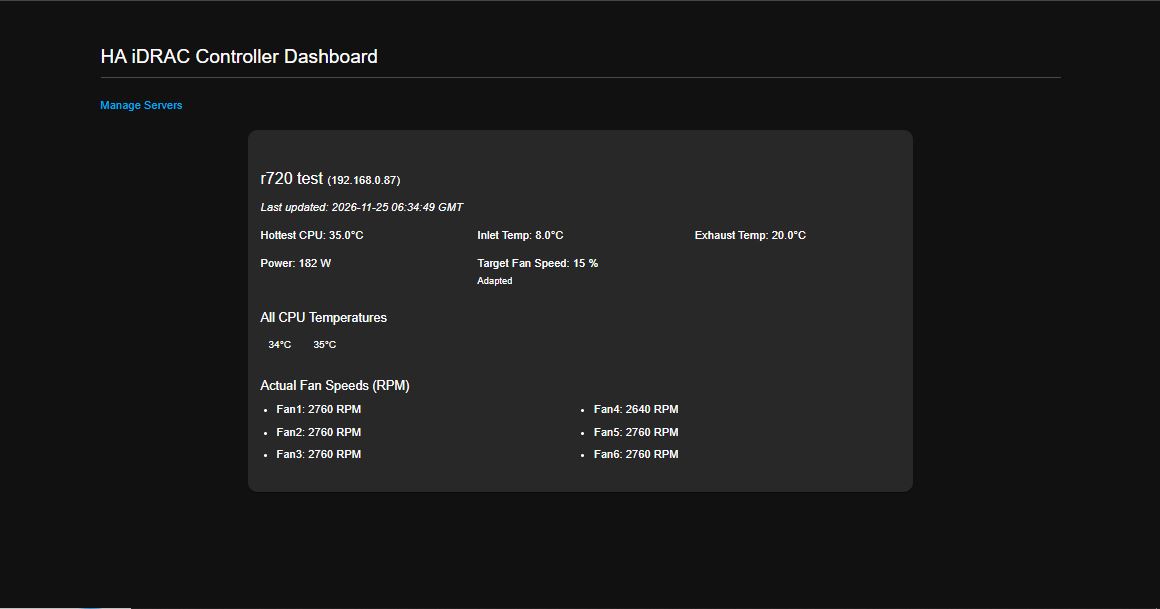 HA iDRAC Controller Dashboard
Manage Servers
r720 test (192.168.0.87)
Last updated: 2026-11-25 06:34:49 GMT
Hottest CPU: 35.0°C Inlet Temp: 8.0°C Exhaust Temp: 20.0°C
Power: 182 W Target Fan Speed: 15 %
Adapted
All CPU Temperatures
34°C 35°C
Actual Fan Speeds (RPM)
• Fan1: 2760 RPM • Fan4: 2640 RPM
• Fan2: 2760 RPM • Fan5: 2760 RPM
• Fan3: 2760 RPM • Fan6: 2760 RPM